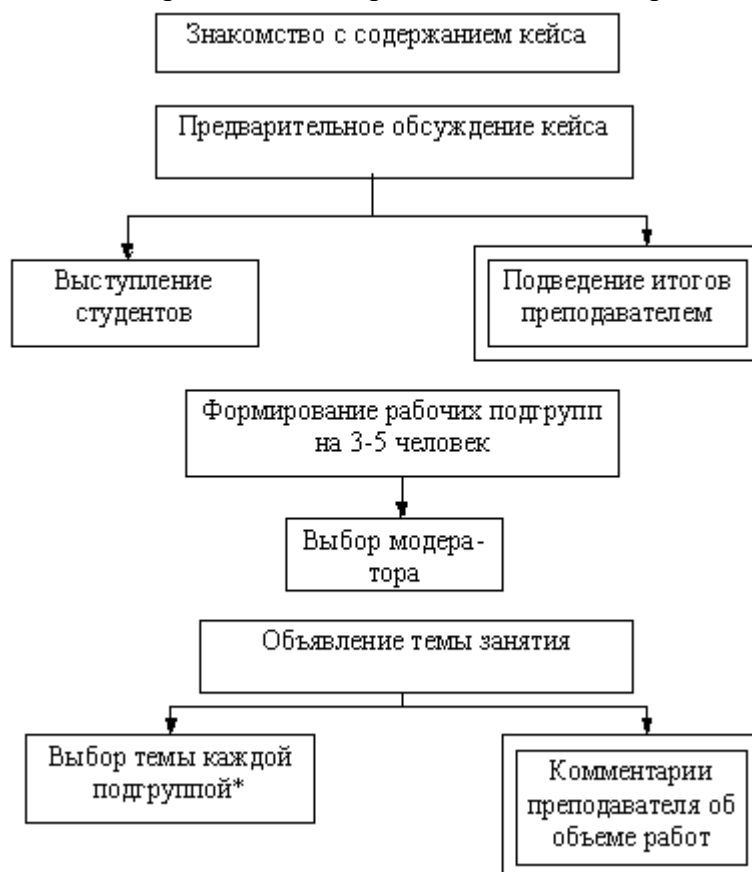 Знакомство с содержанием кейса
Предварительное обсуждение кейса
Выступление
студентов
Подведение итогов
преподавателем
Формирование рабочих подгрупп
на 3-5 человек
Выбор модера-
тора
Объявление темы занятия
Выбор темы каждой
подгруппой*
Комментарии
преподавателя об
объеме работ